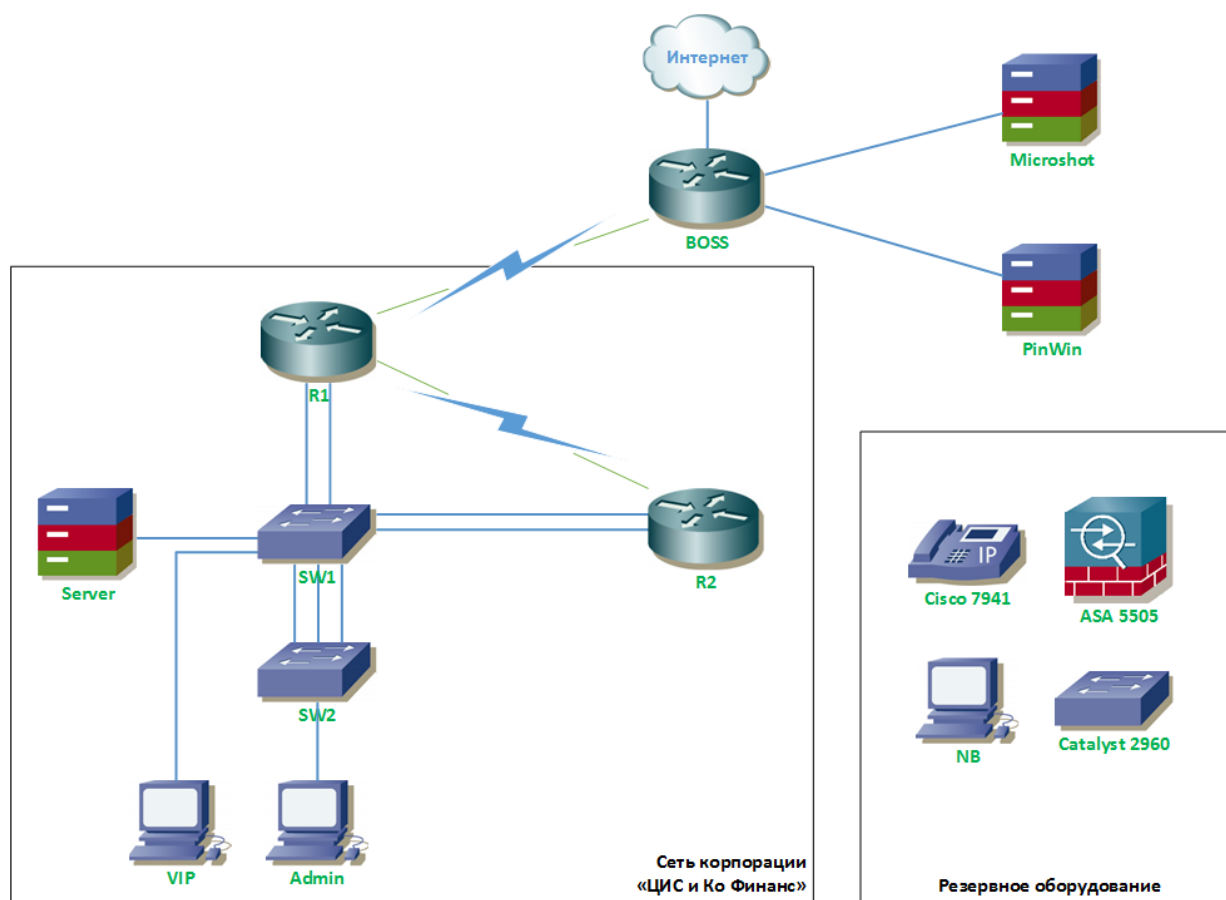 Интернет
Microshot
BOSS
PinWin
R1
Server
SW1
R2
SW2
VIP
Admin
Сеть корпорации
«ЦИС и Ко Финанс»
IP
Cisco 7941
ASA 5505
NB
Catalyst 2960
Резервное оборудование